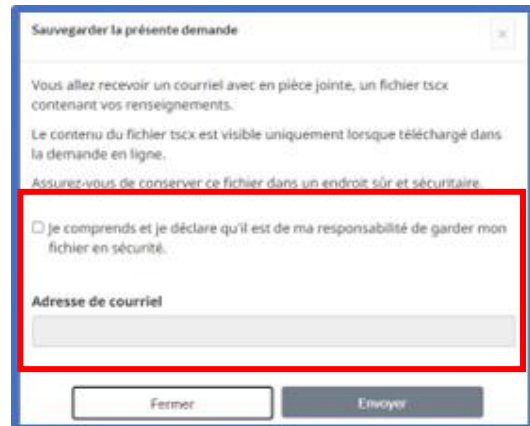 Sauvegarder la présente demande
×
Vous allez recevoir un courriel avec en pièce jointe, un fichier tscx
contenant vos renseignements.
Le contenu du fichier tscx est visible uniquement lorsque téléchargé dans
la demande en ligne.
Assurez-vous de conserver ce fichier dans un endroit sûr et sécuritaire.
Je comprends et je déclare qu'il est de ma responsabilité de garder mon
fichier en sécurité.
Adresse de courriel
Fermer
Envoyer